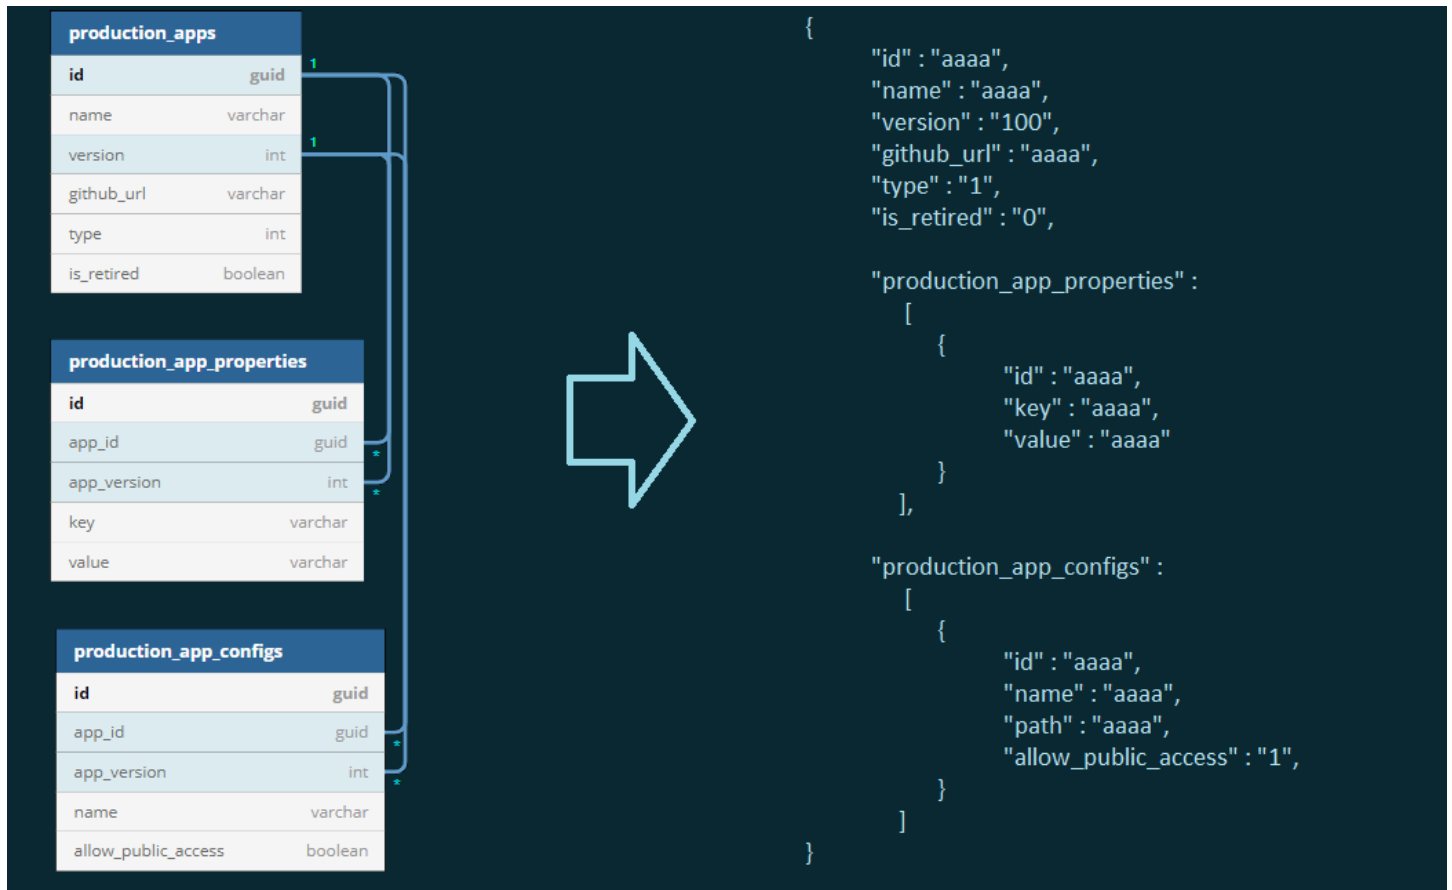 production_apps
id guid
1
name varchar
version int
1
github_url varchar
type int
is_retired boolean
production_app_properties
id guid
app_id guid
*
app_version int
*
key varchar
value varchar
production_app_configs
id guid
app_id guid
*
app_version int
*
name varchar
allow_public_access boolean
{
"id" : "aaaa",
"name" : "aaaa",
"version" : "100",
"github_url" : "aaaa",
"type" : "1",
"is_retired" : "0",
"production_app_properties" :
[
{
"id" : "aaaa",
"key" : "aaaa",
"value" : "aaaa"
}
],
"production_app_configs" :
[
{
"id" : "aaaa",
"name" : "aaaa",
"path" : "aaaa",
"allow_public_access" : "1",
}
]
}